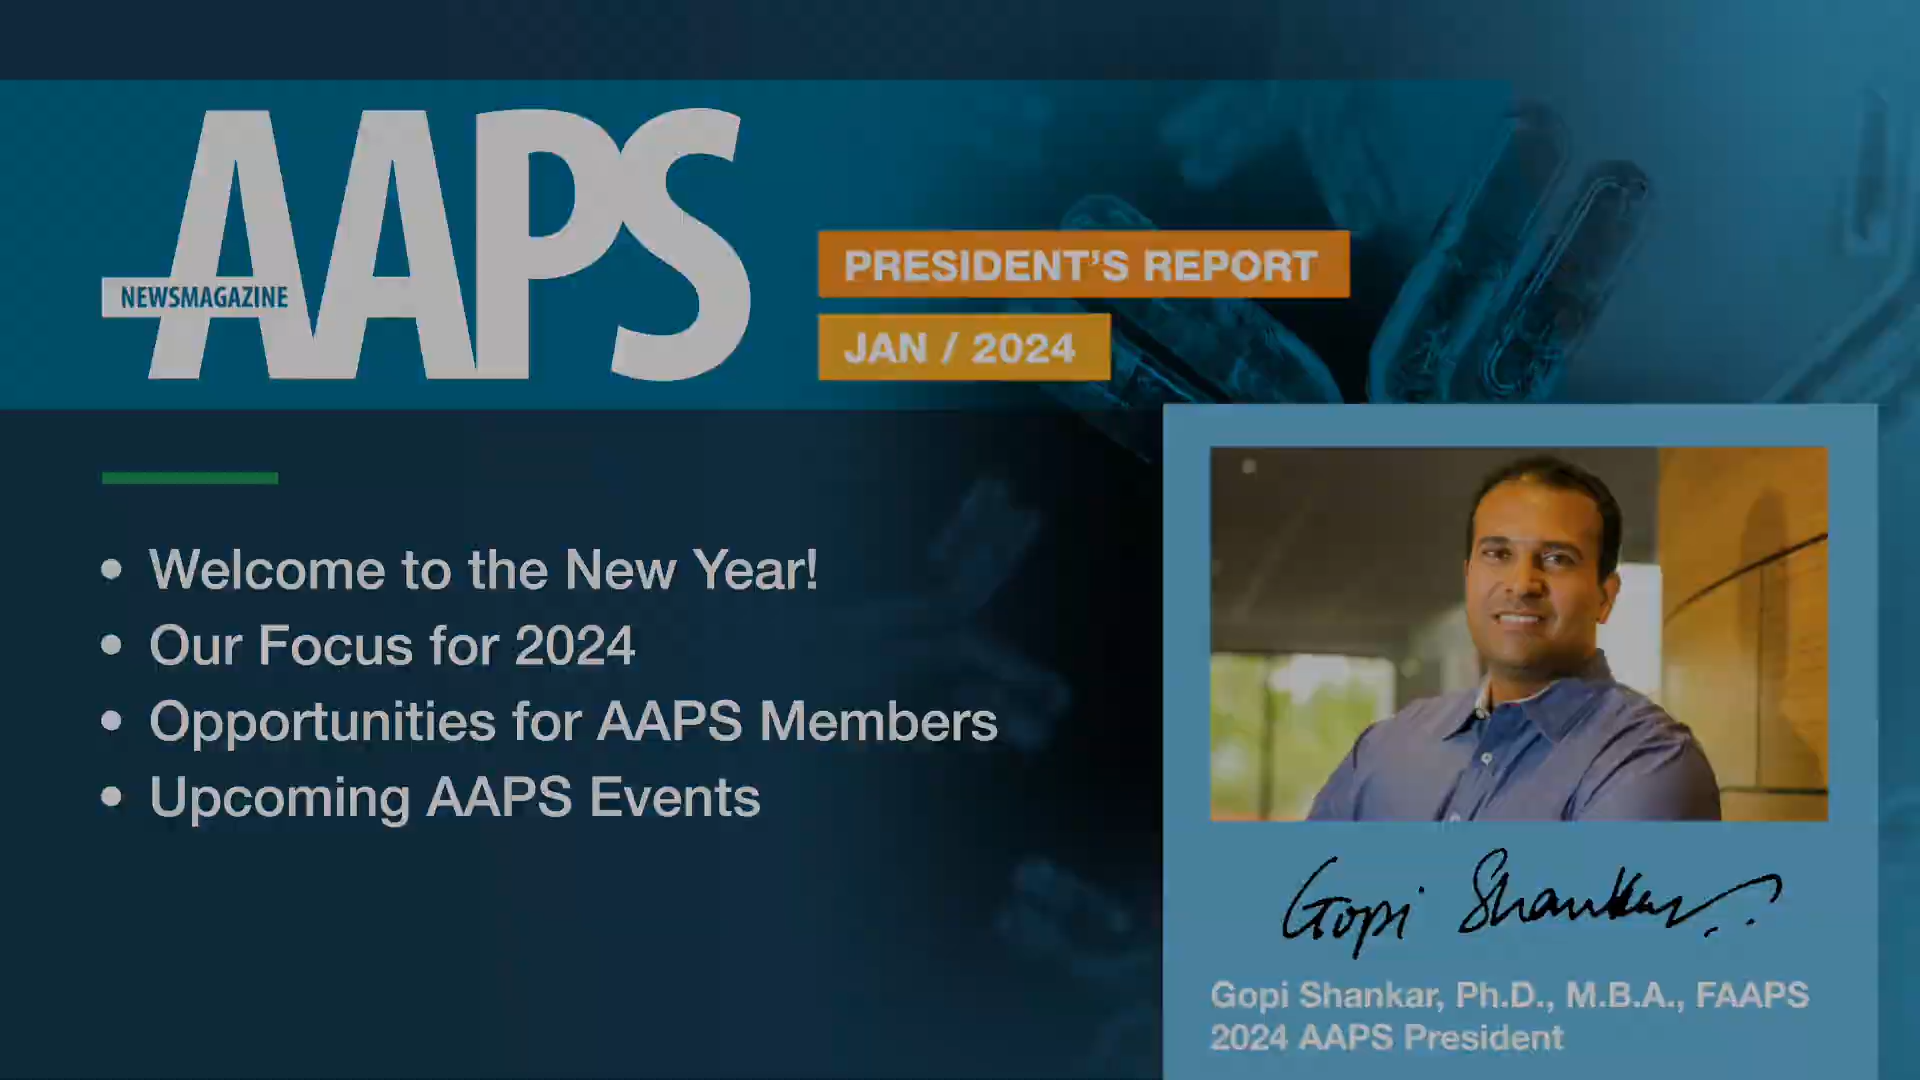 AAPS
NEWSMAGAZINE
PRESIDENT'S REPORT
JAN / 2024
• Welcome to the New Year!
• Our Focus for 2024
• Opportunities for AAPS Members
• Upcoming AAPS Events
Gopi Shankar
Gopi Shankar, Ph.D., M.B.A., FAAPS
2024 AAPS President